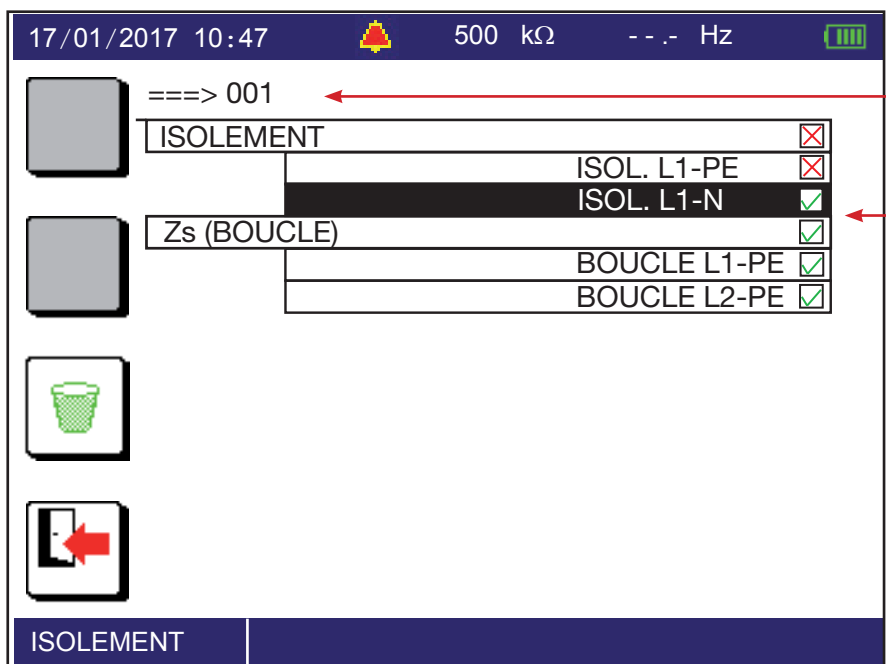 17/01/2017 10:47 500 kΩ - - .- Hz
===> 001
ISOLEMENT
ISOL. L1-PE
ISOL. L1-N
Zs (BOUCLE)
BOUCLE L1-PE
BOUCLE L2-PE
ISOLEMENT